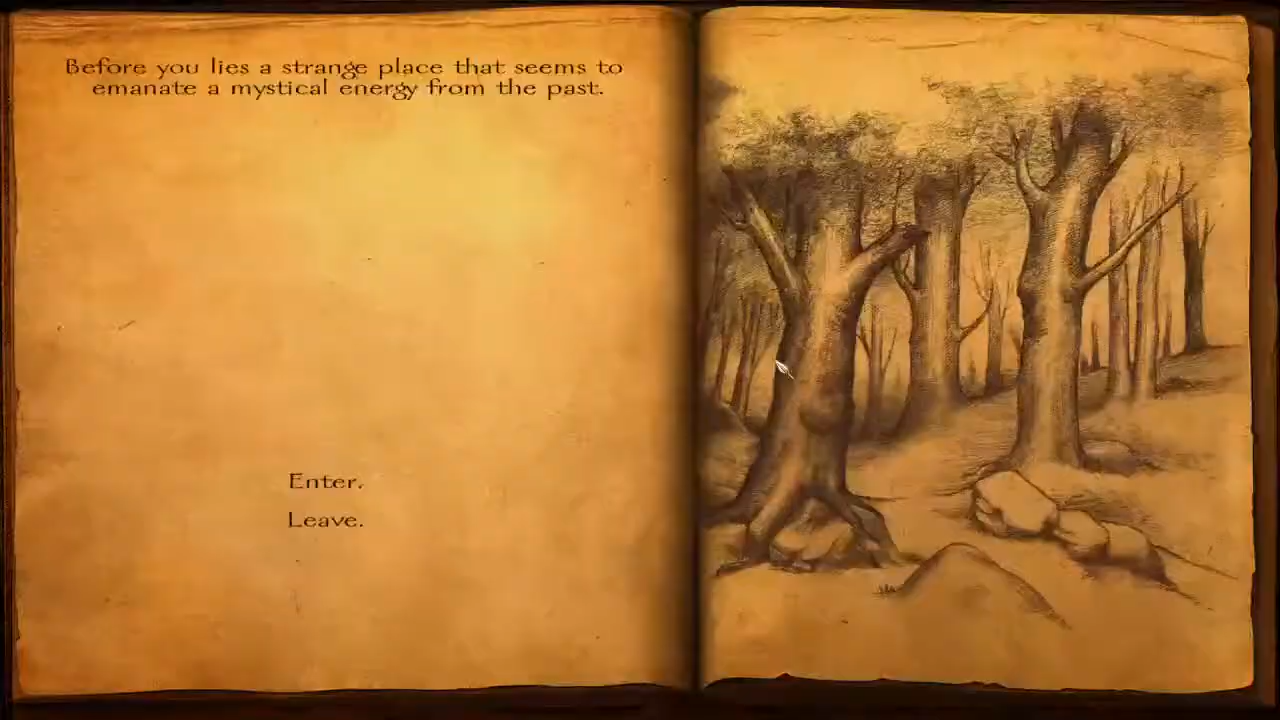 Before you lies a strange place that seems to
emanate a mystical energy from the past.
Enter.
Leave.